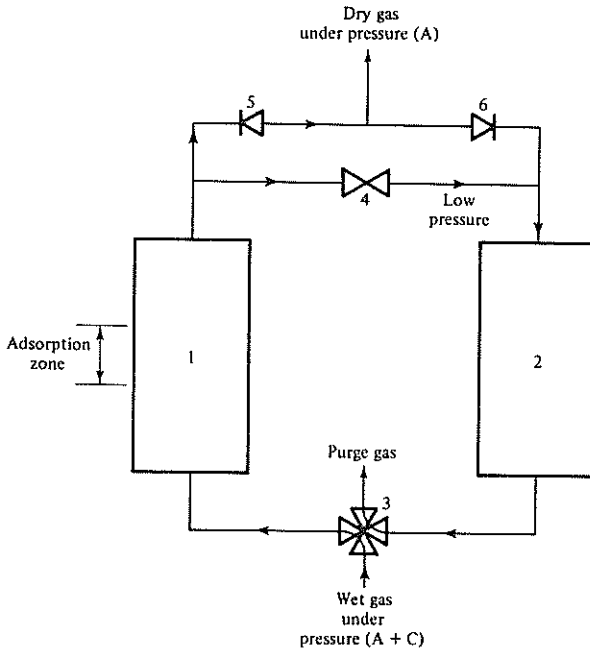 Dry gas
under pressure (A)
5
6
4
Low
pressure
Adsorption
zone
1
2
Purge gas
3
Wet gas
under
pressure (A + C)